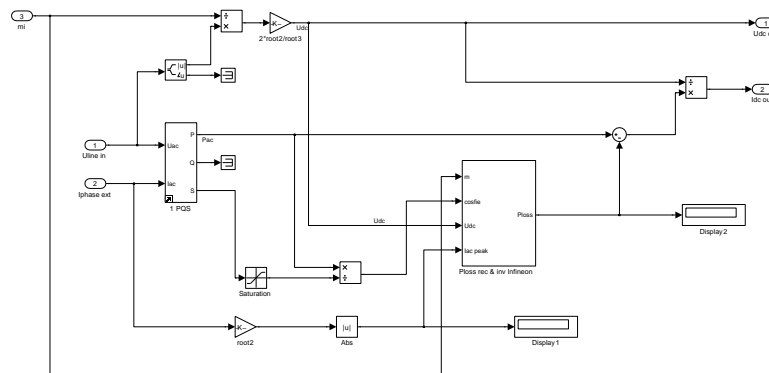 3
mi
÷
×
-K-
2*root2/root3
Udc
1
Udc o
|u|
∠u
÷
×
2
Idc ou
P
Pac
1
Uline in
Uac
Q
+
-
2
Iphase ext
Iac
S
1 PQS
m
cosfie
Udc
Udc
Ploss
Iac peak
Display2
Ploss rec & inv Infineon
×
÷
Saturation
-K-
root2
|u|
Abs
Display1